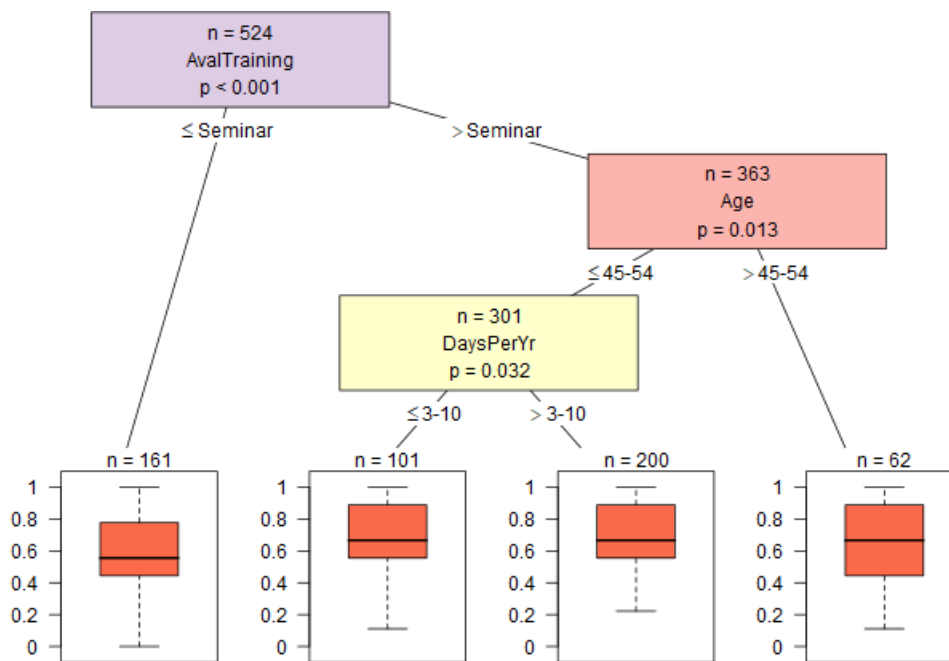 n = 524
AvalTraining
p < 0.001
≤ Seminar
> Seminar
n = 363
Age
p = 0.013
≤ 45-54
> 45-54
n = 301
DaysPerYr
p = 0.032
≤ 3-10
> 3-10
n = 161
1
0.8
0.6
0.4
0.2
0
n = 101
1
0.8
0.6
0.4
0.2
0
n = 200
1
0.8
0.6
0.4
0.2
0
n = 62
1
0.8
0.6
0.4
0.2
0